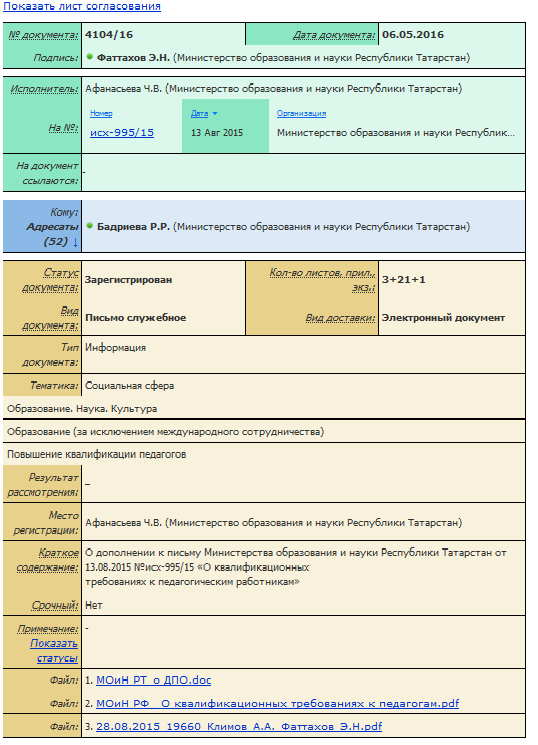 Показать лист согласования
№ документа: 4104/16 Дата документа: 06.05.2016
Подпись: Фаттахов Э.Н. (Министерство образования и науки Республики Татарстан)
Исполнитель: Афанасьева Ч.В. (Министерство образования и науки Республики Татарстан)
Номер Дата Организация
На №: исх-995/15 13 Авг 2015 Министерство образования и науки Республик...
На документ
ссылаются: -
Кому:
Адресаты
(52) ↓
Бадриева Р.Р. (Министерство образования и науки Республики Татарстан)
Статус
документа: Зарегистрирован
Кол-во листов, прил.,
экз.: 3+21+1
Вид
документа: Письмо служебное Вид доставки: Электронный документ
Тип
документа: Информация
Тематика: Социальная сфера
Образование. Наука. Культура
Образование (за исключением международного сотрудничества)
Повышение квалификации педагогов
Результат
рассмотрения: _
Место
регистрации: Афанасьева Ч.В. (Министерство образования и науки Республики Татарстан)
Краткое
содержание:
О дополнении к письму Министерства образования и науки Республики Татарстан от
13.08.2015 №исх-995/15 «О квалификационных
требованиях к педагогическим работникам»
Срочный: Нет
Примечание: -
Показать
статусы
Файл: 1. МОиН РТ_о ДПО.doc
Файл: 2. МОиН РФ_ О квалификационных требованиях к педагогам.pdf
Файл: 3. 28.08.2015_19660_Климов_А.А._Фаттахов_Э.Н.pdf